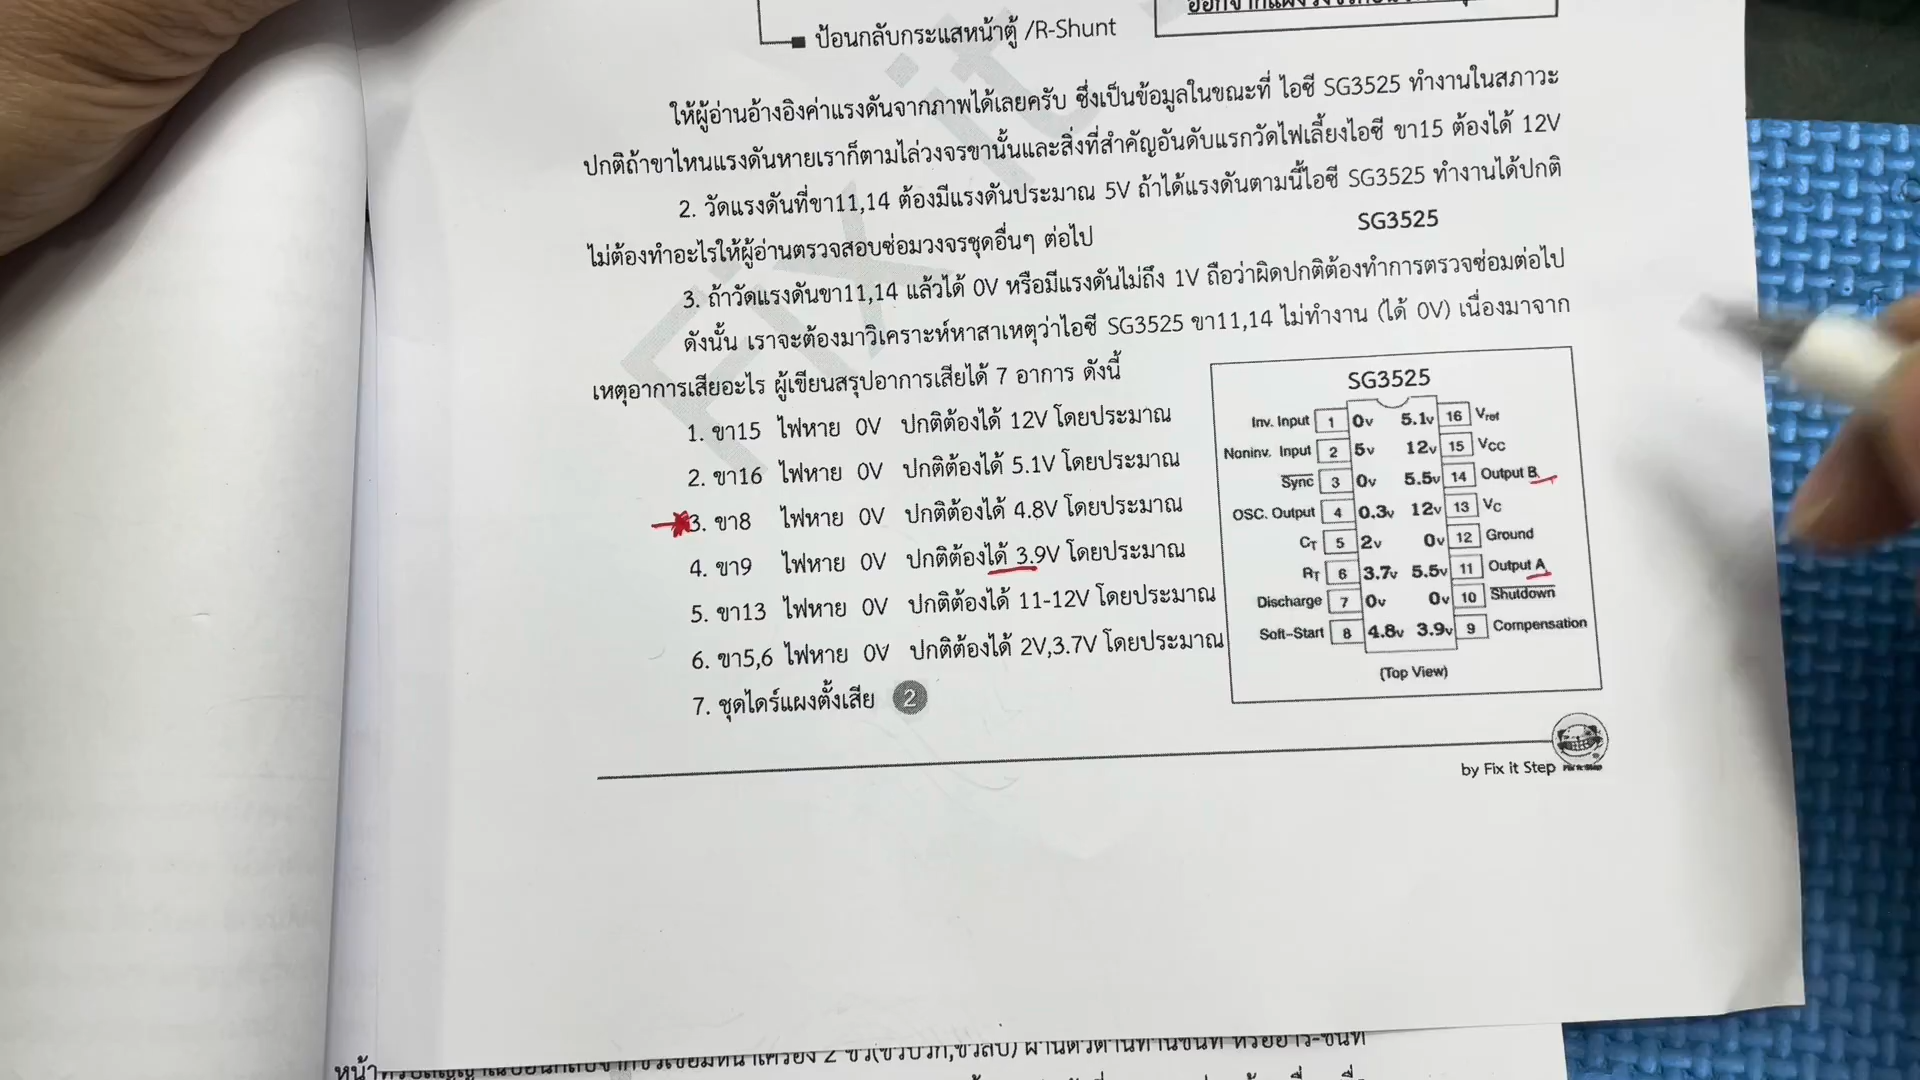 ป้อนกลับกระแสหน้าตู้ /R-Shunt
ให้ผู้อ่านอ้างอิงค่าแรงดันจากภาพได้เลยครับ ซึ่งเป็นข้อมูลในขณะที่ ไอซี SG3525 ทำงานในสภาวะ
ปกติถ้าขาไหนแรงดันหายเราก็ตามไล่วงจรขานั้นและสิ่งที่สำคัญอันดับแรกวัดไฟเลี้ยงไอซี ขา15 ต้องได้ 12V
2. วัดแรงดันที่ขา11,14 ต้องมีแรงดันประมาณ 5V ถ้าได้แรงดันตามนี้ไอซี SG3525 ทำงานได้ปกติ
ไม่ต้องทำอะไรให้ผู้อ่านตรวจสอบซ่อมวงจรชุดอื่นๆ ต่อไป
SG3525
3. ถ้าวัดแรงดันขา11,14 แล้วได้ 0V หรือมีแรงดันไม่ถึง 1V ถือว่าผิดปกติต้องทำการตรวจซ่อมต่อไป
ดังนั้น เราจะต้องมาวิเคราะห์หาสาเหตุว่าไอซี SG3525 ขา11,14 ไม่ทำงาน (ได้ 0V) เนื่องมาจาก
เหตุอาการเสียอะไร ผู้เขียนสรุปอาการเสียได้ 7 อาการ ดังนี้
1. ขา15 ไฟหาย 0V ปกติต้องได้ 12V โดยประมาณ
2. ขา16 ไฟหาย 0V ปกติต้องได้ 5.1V โดยประมาณ
3. ขา8 ไฟหาย 0V ปกติต้องได้ 4.8V โดยประมาณ
4. ขา9 ไฟหาย 0V ปกติต้องได้ 3.9V โดยประมาณ
5. ขา13 ไฟหาย 0V ปกติต้องได้ 11-12V โดยประมาณ
6. ขา5,6 ไฟหาย 0V ปกติต้องได้ 2V,3.7V โดยประมาณ
7. ชุดไดร์แผงตั้งเสีย 2
SG3525
Inv. Input 1 0v 5.1v 16 Vref
Noninv. Input 2 5v 12v 15 VCC
Sync 3 0v 5.5v 14 Output B
OSC. Output 4 0.3v 12v 13 VC
CT 5 2v 0v 12 Ground
RT 6 3.7v 5.5v 11 Output A
Discharge 7 0v 0v 10 Shutdown
Soft-Start 8 4.8v 3.9v 9 Compensation
(Top View)
by Fix it Step
Fix it